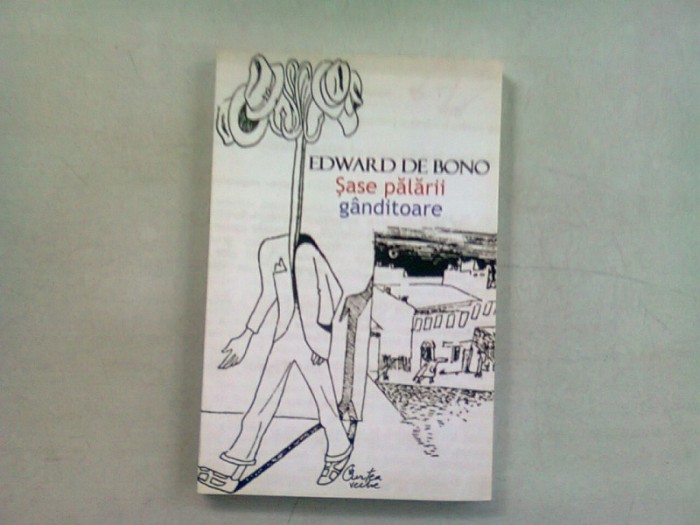 EDWARD DE BONO
Șase pălării
gânditoare
Curtea
veche